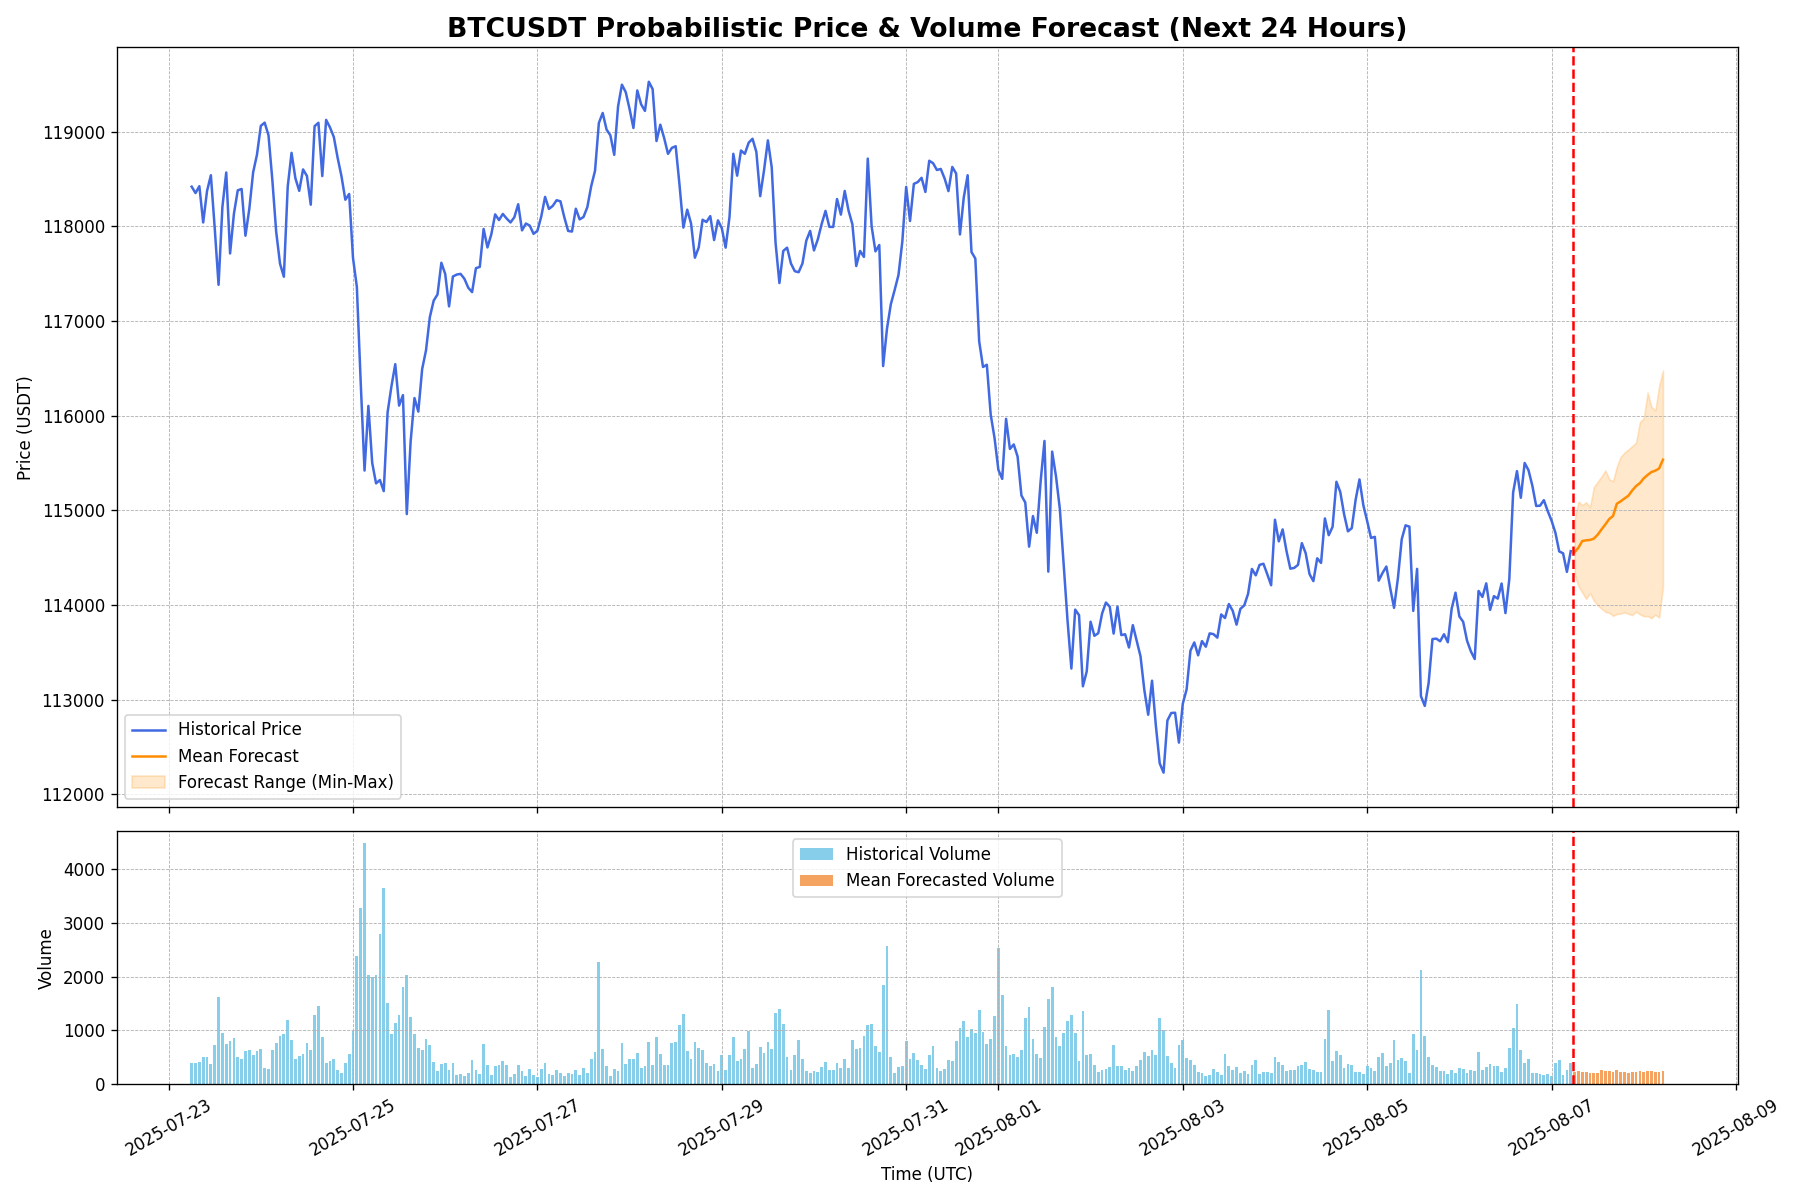 BTCUSDT Probabilistic Price & Volume Forecast (Next 24 Hours)
Price (USDT)
119000
118000
117000
116000
115000
114000
113000
112000
Historical Price
Mean Forecast
Forecast Range (Min-Max)
Volume
4000
3000
2000
1000
0
Historical Volume
Mean Forecasted Volume
2025-07-23
2025-07-25
2025-07-27
2025-07-29
2025-07-31
2025-08-01
2025-08-03
2025-08-05
2025-08-07
2025-08-09
Time (UTC)